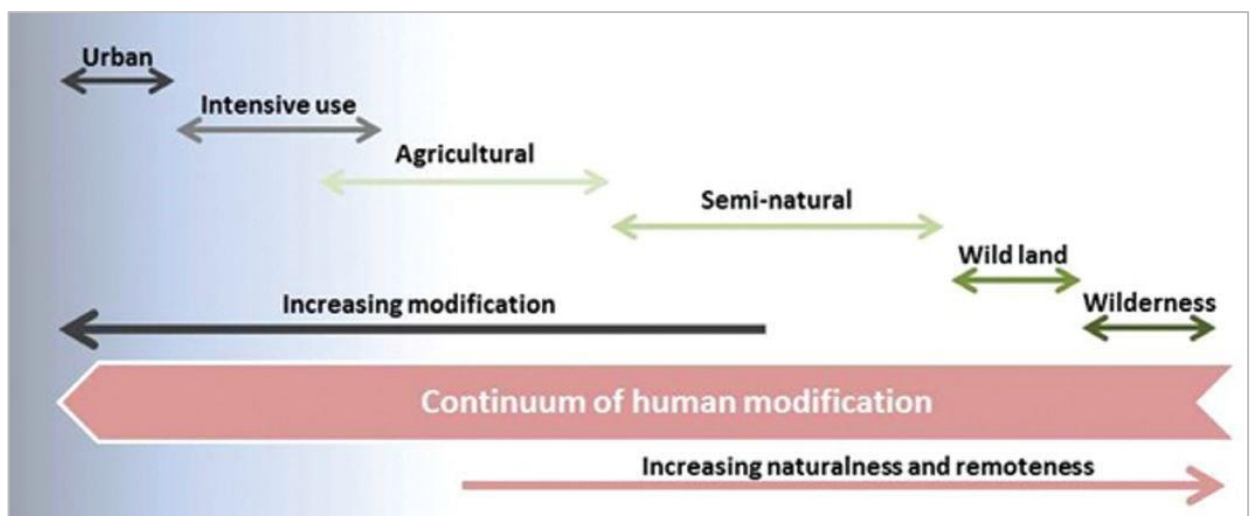 Urban
Intensive use
Agricultural
Semi-natural
Wild land
Wilderness
Increasing modification
Continuum of human modification
Increasing naturalness and remoteness